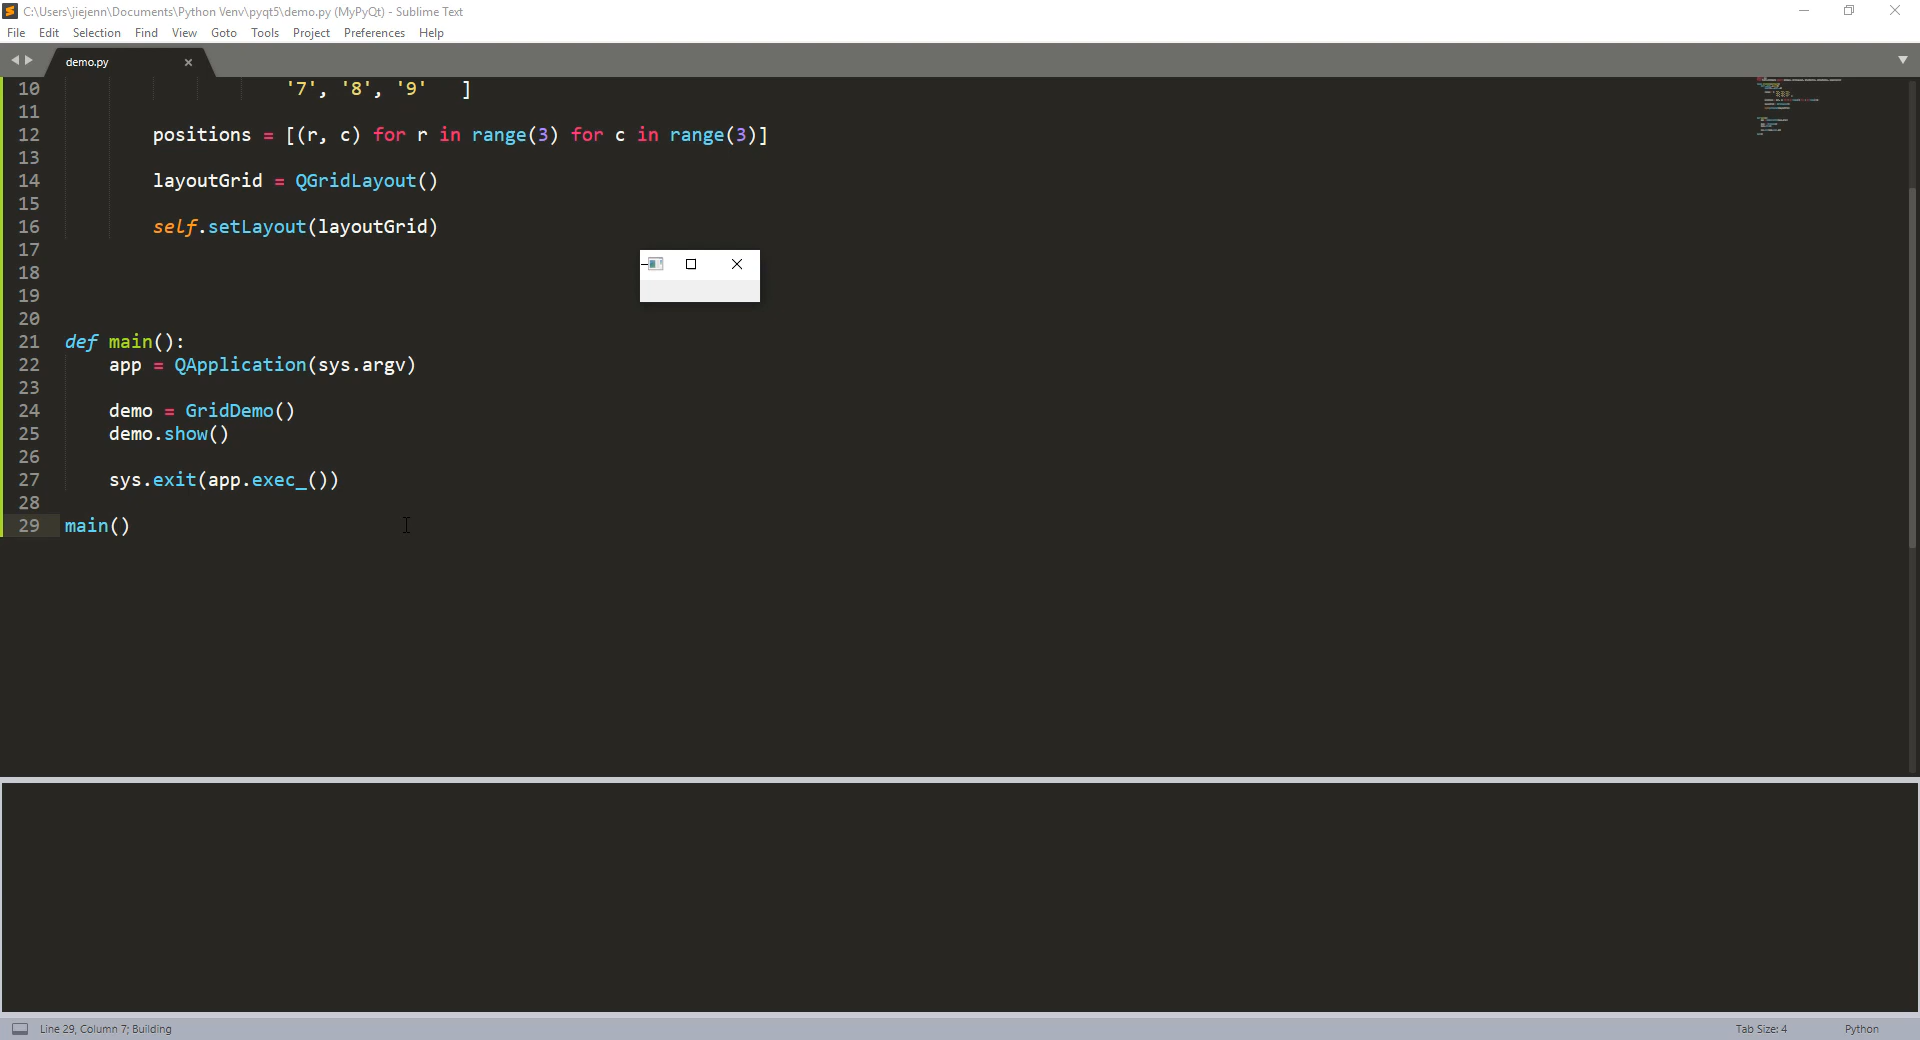 C:\Users\jiejenn\Documents\Python Venv\pyqt5\demo.py (MyPyQt) - Sublime Text
File Edit Selection Find View Goto Tools Project Preferences Help
demo.py
10 '7', '8', '9' ]
11
12 positions = [(r, c) for r in range(3) for c in range(3)]
13
14 layoutGrid = QGridLayout()
15
16 self.setLayout(layoutGrid)
17
18
19
20
21 def main():
22 app = QApplication(sys.argv)
23
24 demo = GridDemo()
25 demo.show()
26
27 sys.exit(app.exec_())
28
29 main()
Line 29, Column 7; Building Tab Size: 4 Python